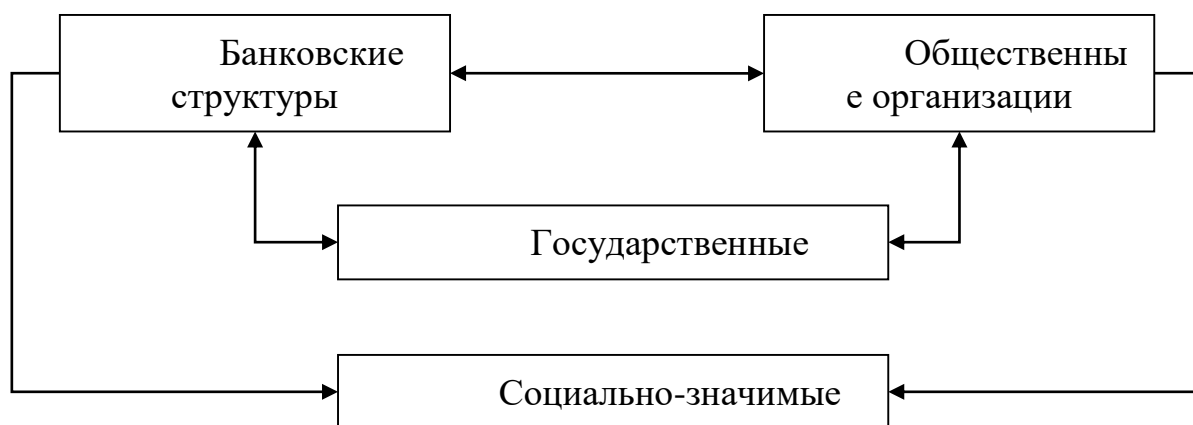 Банковские
структуры
Общественны
е организации
Государственные
Социально-значимые